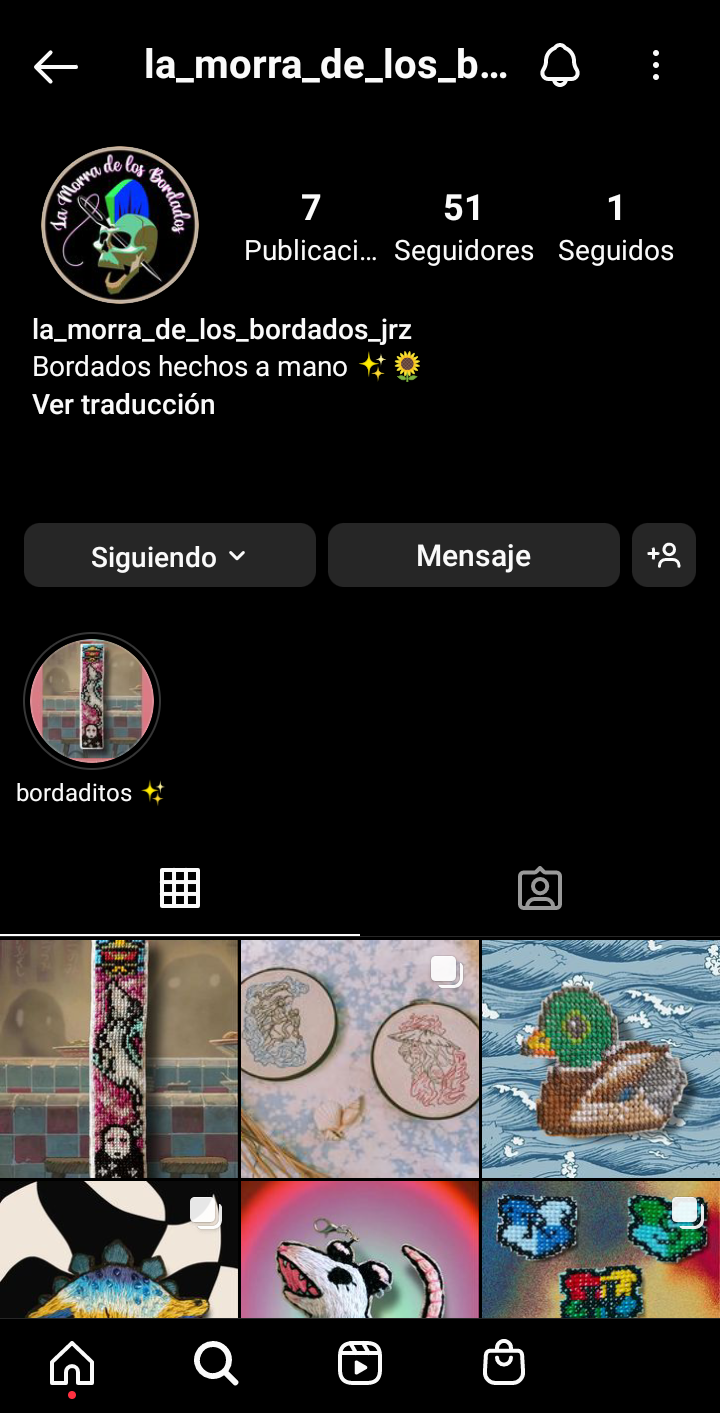 la_morra_de_los_b...
La Morra de los Bordados
7 51 1
Publicaci... Seguidores Seguidos
la_morra_de_los_bordados_jrz
Bordados hechos a mano ✨🌻
Ver traducción
Siguiendo Mensaje
bordaditos ✨